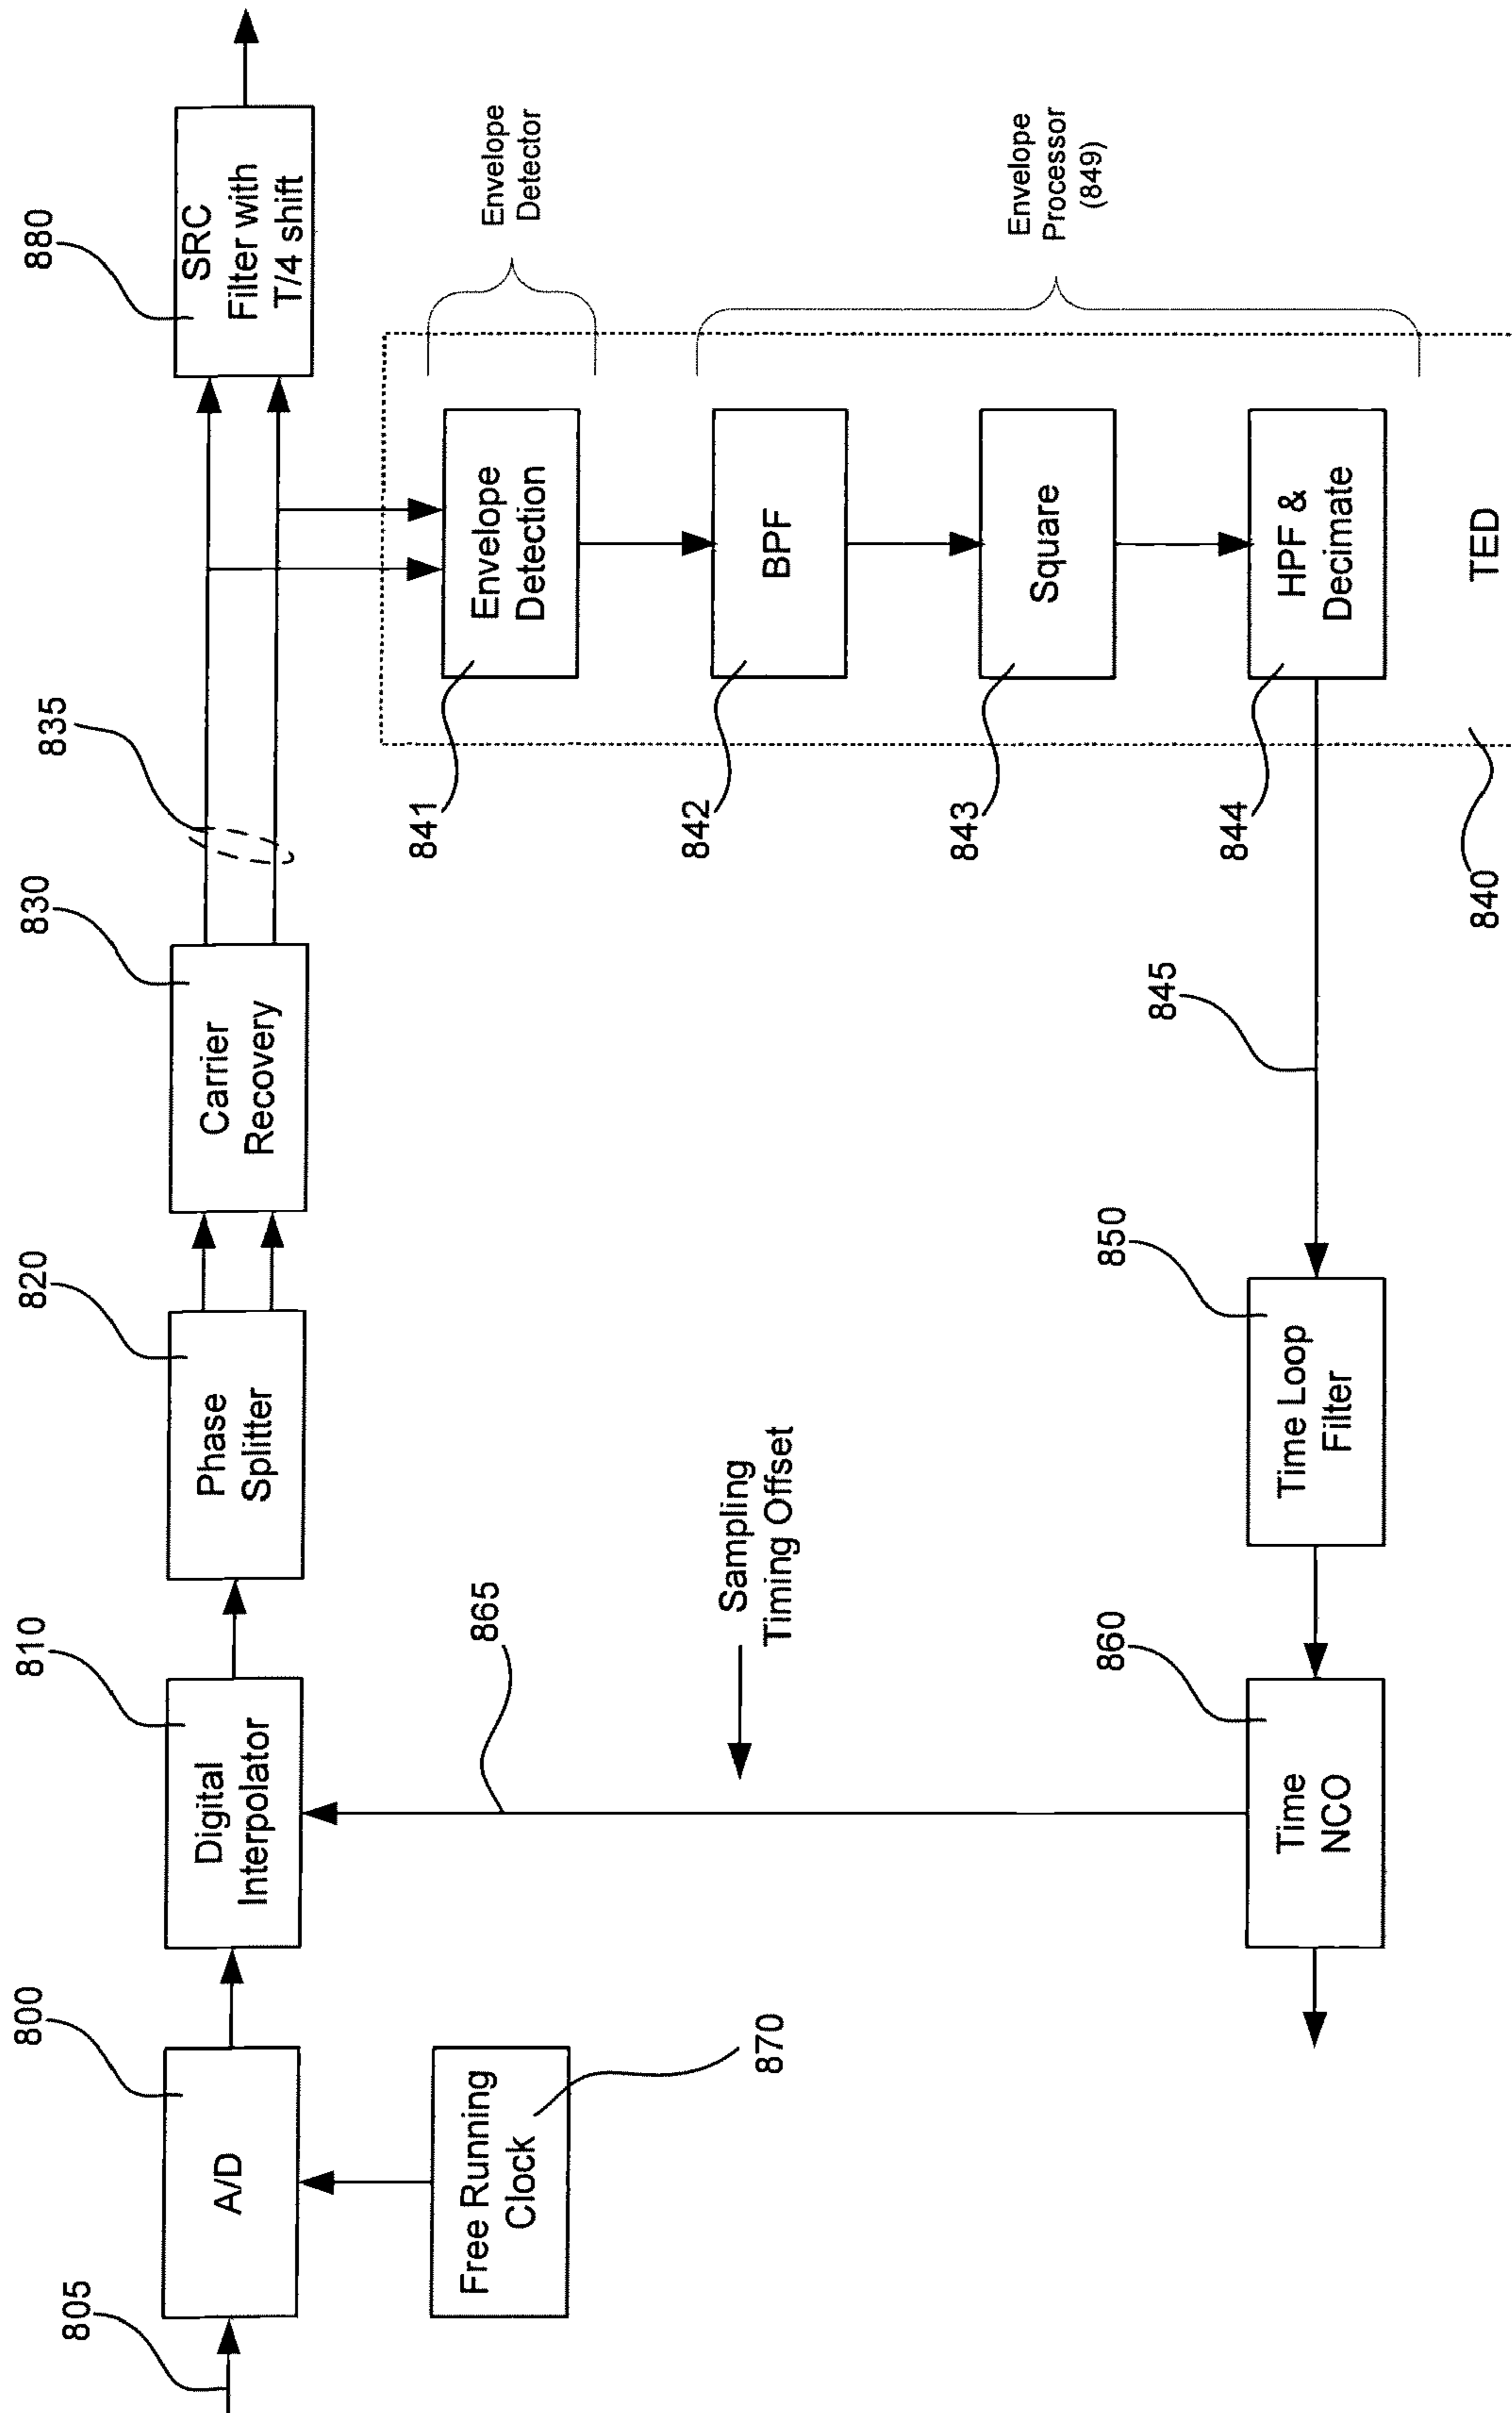 805
800
A/D
Free Running
Clock
870
810
Digital
Interpolator
865
Sampling
Timing Offset
820
Phase
Splitter
830
Carrier
Recovery
835
880
SRC
Filter with
T/4 shift
Envelope
Detector
Envelope
Processor
(849)
Envelope
Detection
841
BPF
842
Square
843
HPF &
Decimate
844
TED
840
845
850
Time Loop
Filter
860
Time
NCO